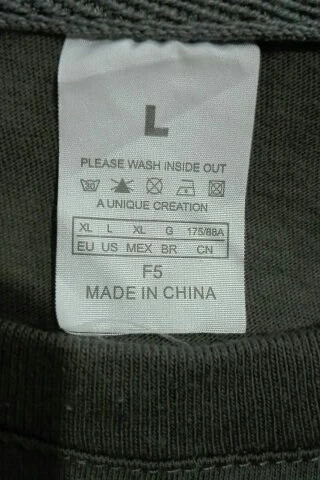 L
PLEASE WASH INSIDE OUT
30
A UNIQUE CREATION
XL L XL G 175/88A
EU US MEX BR CN
F5
MADE IN CHINA